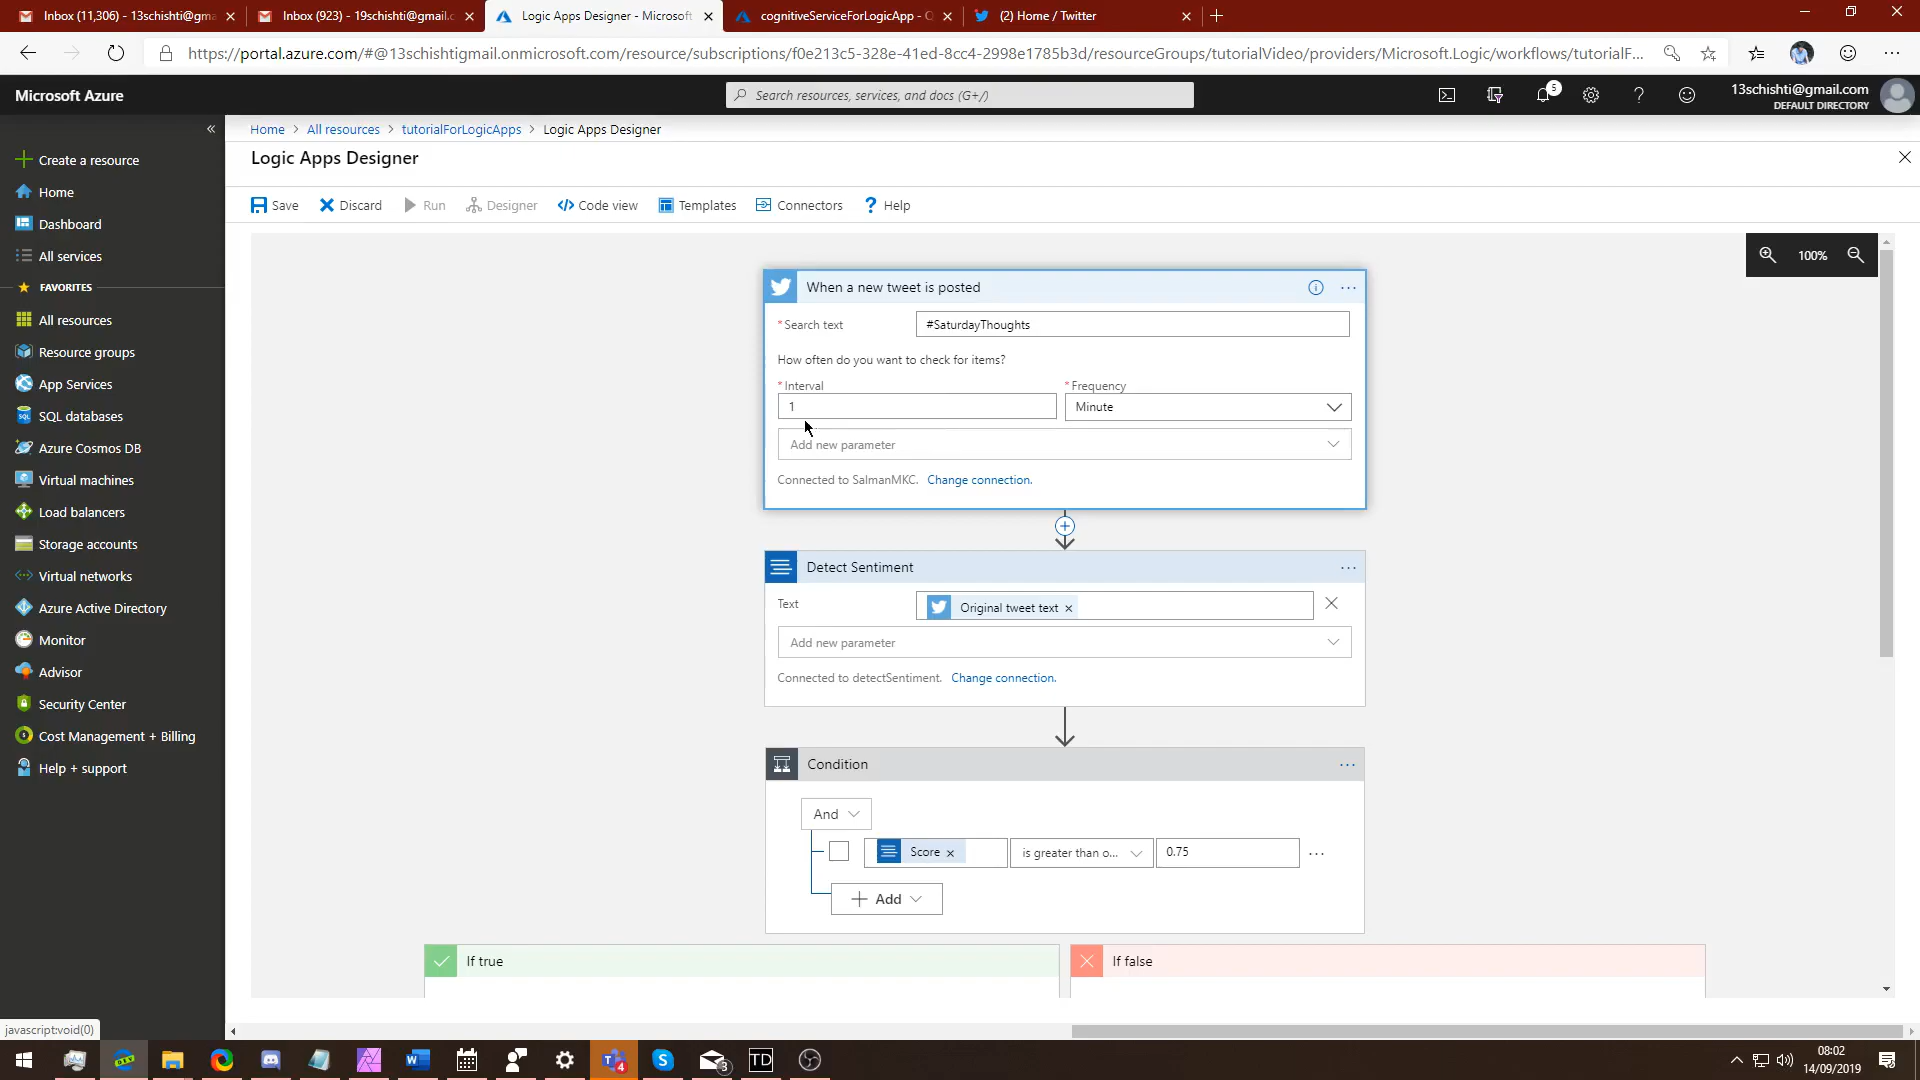 Inbox (11,306) - 13schishti@gma
Inbox (923) - 19schishti@gmail.c
Logic Apps Designer - Microsoft
cognitiveServiceForLogicApp - Q
(2) Home / Twitter
https://portal.azure.com/#@13schishtigmail.onmicrosoft.com/resource/subscriptions/f0e213c5-328e-41ed-8cc4-2998e1785b3d/resourceGroups/tutorialVideo/providers/Microsoft.Logic/workflows/tutorialF...
Microsoft Azure
Search resources, services, and docs (G+/)
5
13schishti@gmail.com
DEFAULT DIRECTORY
Home > All resources > tutorialForLogicApps > Logic Apps Designer
Logic Apps Designer
Save
Discard
Run
Designer
Code view
Templates
Connectors
Help
Create a resource
Home
Dashboard
All services
FAVORITES
All resources
Resource groups
App Services
SQL databases
Azure Cosmos DB
Virtual machines
Load balancers
Storage accounts
Virtual networks
Azure Active Directory
Monitor
Advisor
Security Center
Cost Management + Billing
Help + support
100%
When a new tweet is posted
*Search text
#SaturdayThoughts
How often do you want to check for items?
*Interval
*Frequency
1
Minute
Add new parameter
Connected to SalmanMKC. Change connection.
Detect Sentiment
Text
Original tweet text
Add new parameter
Connected to detectSentiment. Change connection.
Condition
And
Score
is greater than o...
0.75
Add
If true
If false
javascript:void(0)
4
3
TD
08:02
14/09/2019